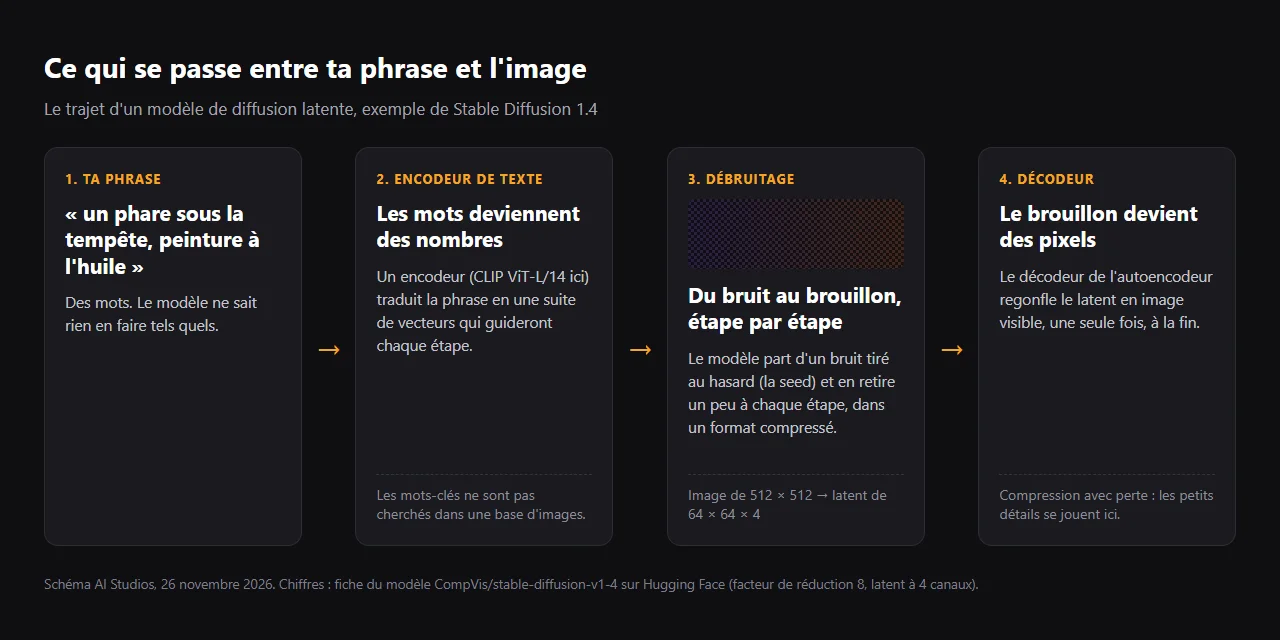 Ce qui se passe entre ta phrase et l'image
Le trajet d'un modèle de diffusion latente, exemple de Stable Diffusion 1.4
1. TA PHRASE
« un phare sous la
tempête, peinture à
l'huile »
Des mots. Le modèle ne sait
rien en faire tels quels.
→
2. ENCODEUR DE TEXTE
Les mots deviennent
des nombres
Un encodeur (CLIP ViT-L/14 ici)
traduit la phrase en une suite
de vecteurs qui guideront
chaque étape.
Les mots-clés ne sont pas
cherchés dans une base d'images.
→
3. DÉBRUITAGE
Du bruit au brouillon,
étape par étape
Le modèle part d'un bruit tiré
au hasard (la seed) et en retire
un peu à chaque étape, dans
un format compressé.
Image de 512 × 512 → latent de
64 × 64 × 4
→
4. DÉCODEUR
Le brouillon devient
des pixels
Le décodeur de l'autoencodeur
regonfle le latent en image
visible, une seule fois, à la fin.
Compression avec perte : les petits
détails se jouent ici.
Schéma AI Studios, 26 novembre 2026. Chiffres : fiche du modèle CompVis/stable-diffusion-v1-4 sur Hugging Face (facteur de réduction 8, latent à 4 canaux).